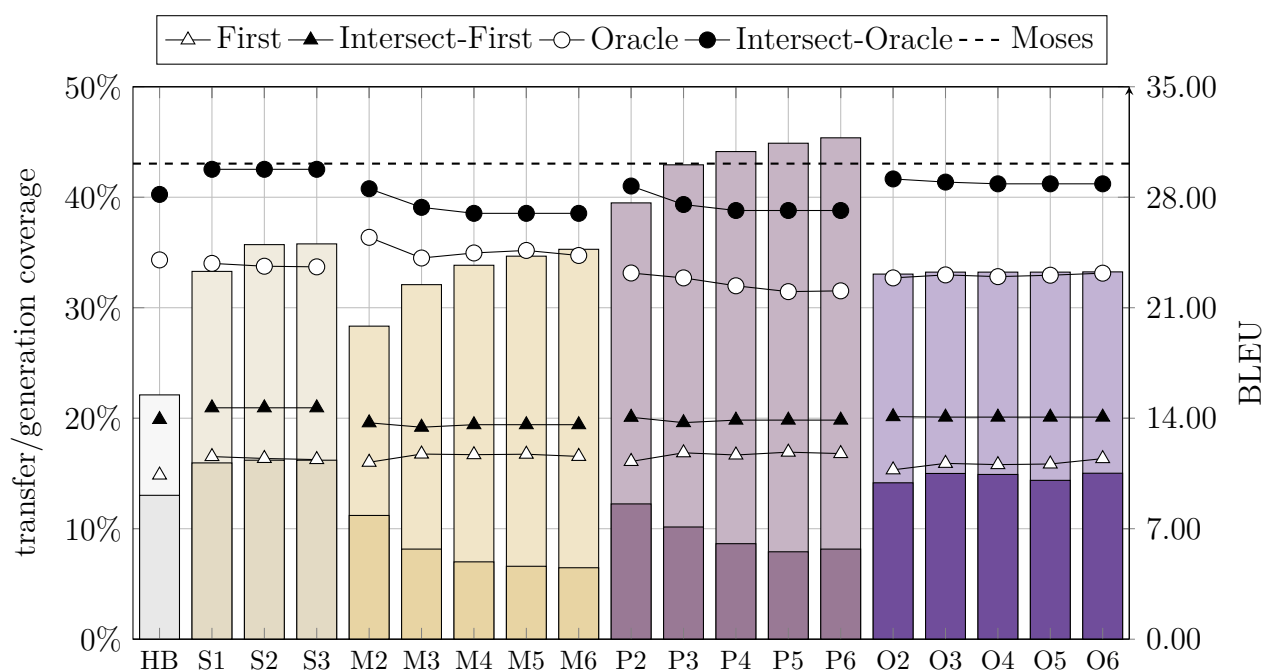 First Intersect-First Oracle Intersect-Oracle Moses
50% 35.00
40% 28.00
30% 21.00
20% 14.00
10% 7.00
0% 0.00
transfer/generation coverage
BLEU
HB S1 S2 S3 M2 M3 M4 M5 M6 P2 P3 P4 P5 P6 O2 O3 O4 O5 O6